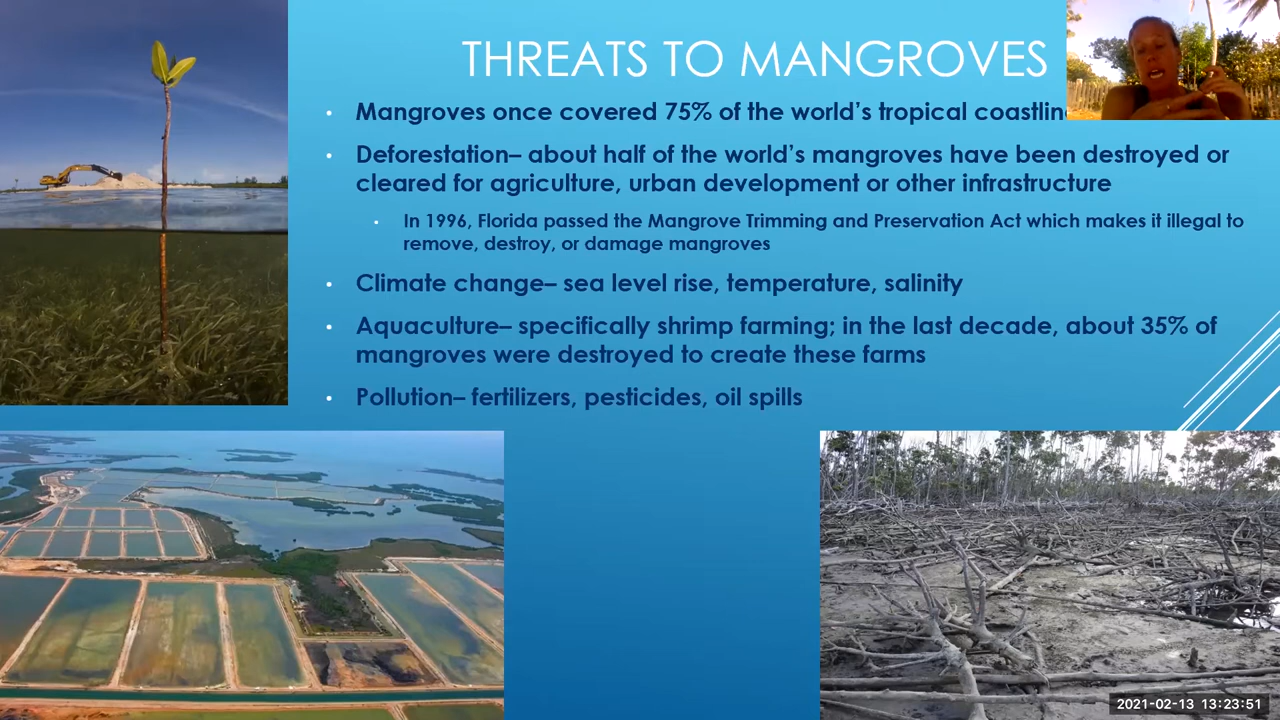 THREATS TO MANGROVES
Mangroves once covered 75% of the world's tropical
Deforestation– about half of the world's mangroves have been destroyed or
cleared for agriculture, urban development or other infrastructure
In 1996, Florida passed the Mangrove Trimming and Preservation Act which makes it illegal to
remove, destroy, or damage mangroves
Climate change– sea level rise, temperature, salinity
Aquaculture– specifically shrimp farming; in the last decade, about 35% of
mangroves were destroyed to create these farms
Pollution– fertilizers, pesticides, oil spills
2021-02-13 13:23:51